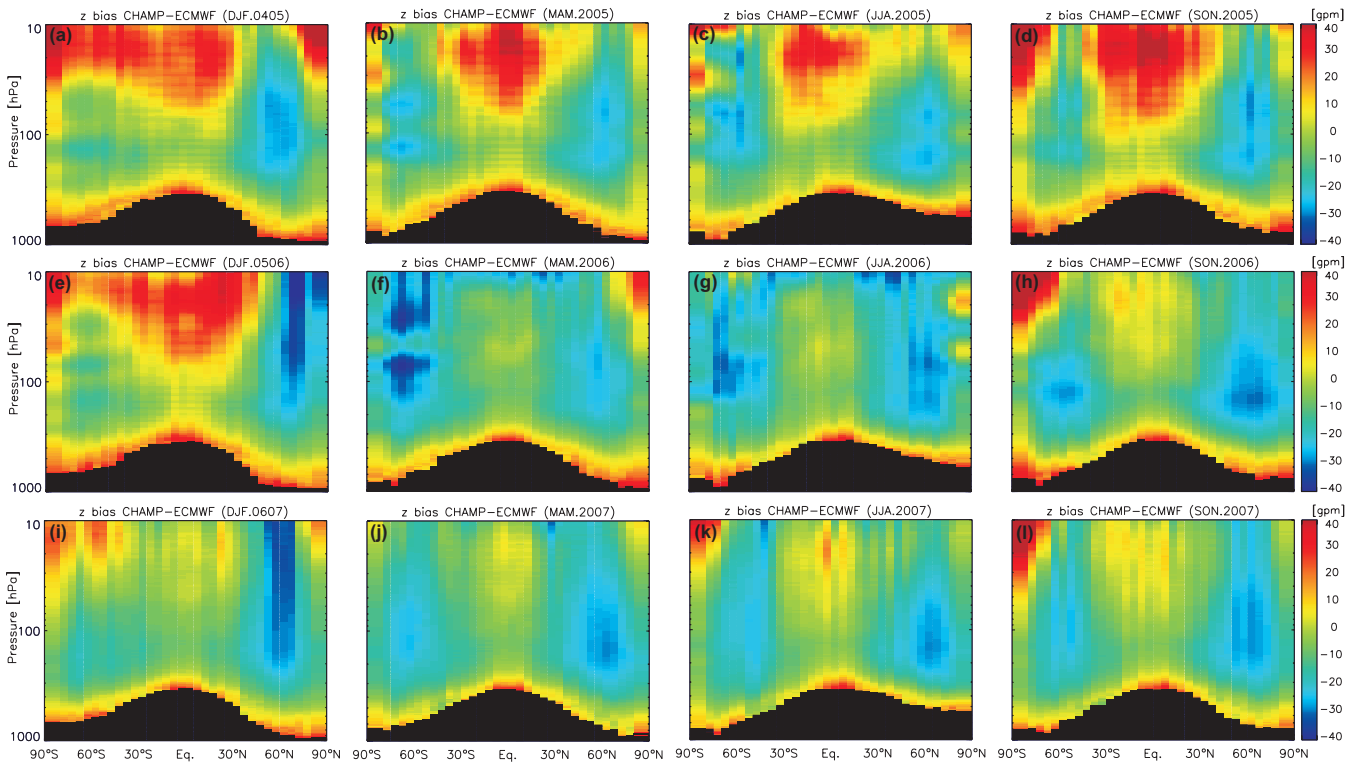 z bias CHAMP-ECMWF (DJF.0405)
z bias CHAMP-ECMWF (MAM.2005)
z bias CHAMP-ECMWF (JJA.2005)
z bias CHAMP-ECMWF (SON.2005)
[gpm]
(a)
(b)
(c)
(d)
10
100
1000
Pressure [hPa]
40
30
20
10
0
−10
−20
−30
−40
z bias CHAMP-ECMWF (DJF.0506)
z bias CHAMP-ECMWF (MAM.2006)
z bias CHAMP-ECMWF (JJA.2006)
z bias CHAMP-ECMWF (SON.2006)
[gpm]
(e)
(f)
(g)
(h)
10
100
1000
Pressure [hPa]
40
30
20
10
0
−10
−20
−30
−40
z bias CHAMP-ECMWF (DJF.0607)
z bias CHAMP-ECMWF (MAM.2007)
z bias CHAMP-ECMWF (JJA.2007)
z bias CHAMP-ECMWF (SON.2007)
[gpm]
(i)
(j)
(k)
(l)
10
100
1000
Pressure [hPa]
40
30
20
10
0
−10
−20
−30
−40
90°S 60°S 30°S Eq. 30°N 60°N 90°N
90°S 60°S 30°S Eq. 30°N 60°N 90°N
90°S 60°S 30°S Eq. 30°N 60°N 90°N
90°S 60°S 30°S Eq. 30°N 60°N 90°N